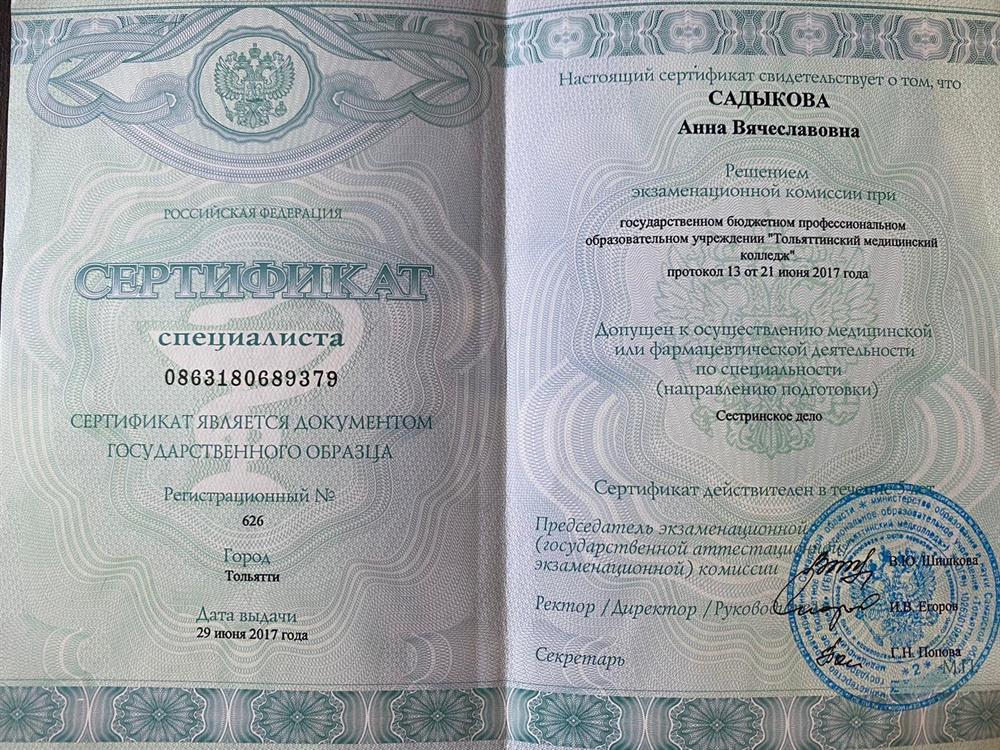 РОССИЙСКАЯ ФЕДЕРАЦИЯ
СЕРТИФИКАТ
специалиста
0863180689379
СЕРТИФИКАТ ЯВЛЯЕТСЯ ДОКУМЕНТОМ
ГОСУДАРСТВЕННОГО ОБРАЗЦА
Регистрационный №
626
Город
Тольятти
Дата выдачи
29 июня 2017 года
Настоящий сертификат свидетельствует о том, что
САДЫКОВА
Анна Вячеславовна
Решением
экзаменационной комиссии при
государственном бюджетном профессиональном
образовательном учреждении "Тольяттинский медицинский
колледж"
протокол 13 от 21 июня 2017 года
Допущен к осуществлению медицинской
или фармацевтической деятельности
по специальности
(направлению подготовки)
Сестринское дело
Сертификат действителен в течение 5 лет
Председатель экзаменационной
(государственной аттестационной
экзаменационной) комиссии
В.Ю. Шишкова
Ректор / Директор / Руковод
И.В. Егоров
Секретарь
Г.Н. Попова
М.П.